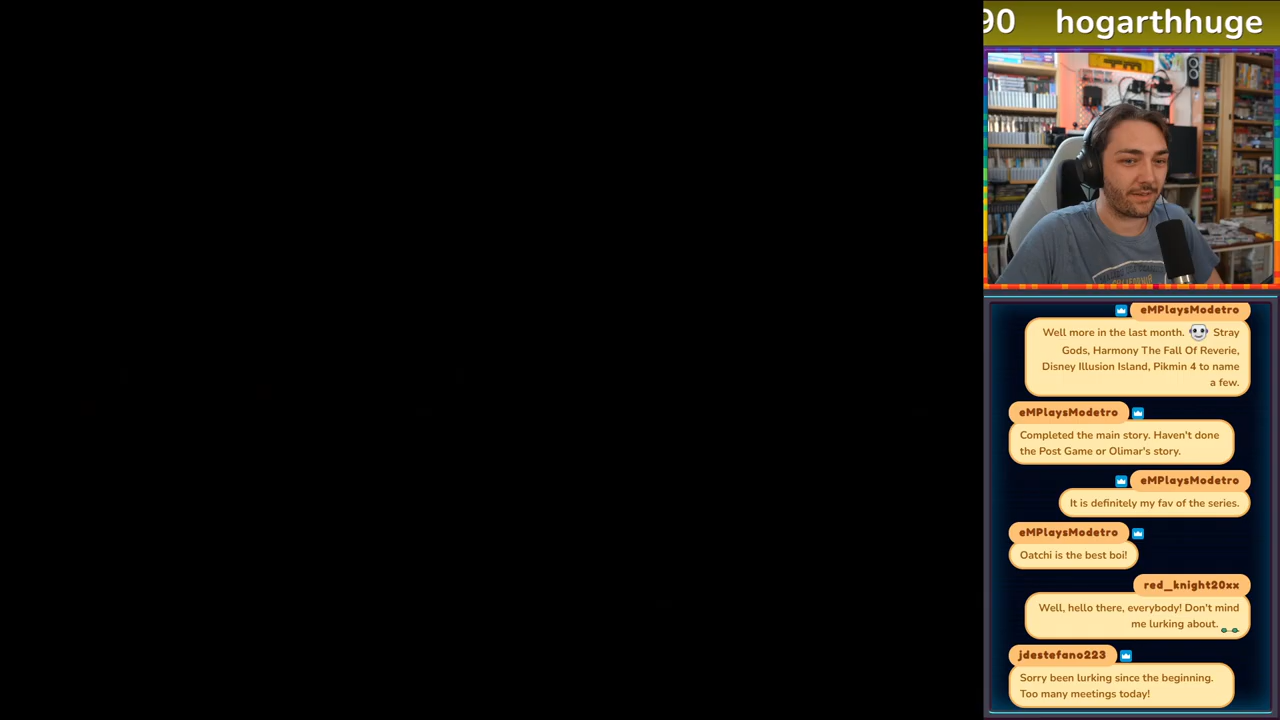 90 hogarthhuge
eMPlaysModetro
Well more in the last month. Stray
Gods, Harmony The Fall Of Reverie,
Disney Illusion Island, Pikmin 4 to name
a few.
eMPlaysModetro
Completed the main story. Haven't done
the Post Game or Olimar's story.
eMPlaysModetro
It is definitely my fav of the series.
eMPlaysModetro
Oatchi is the best boi!
red_knight20xx
Well, hello there, everybody! Don't mind
me lurking about.
jdestefano223
Sorry been lurking since the beginning.
Too many meetings today!